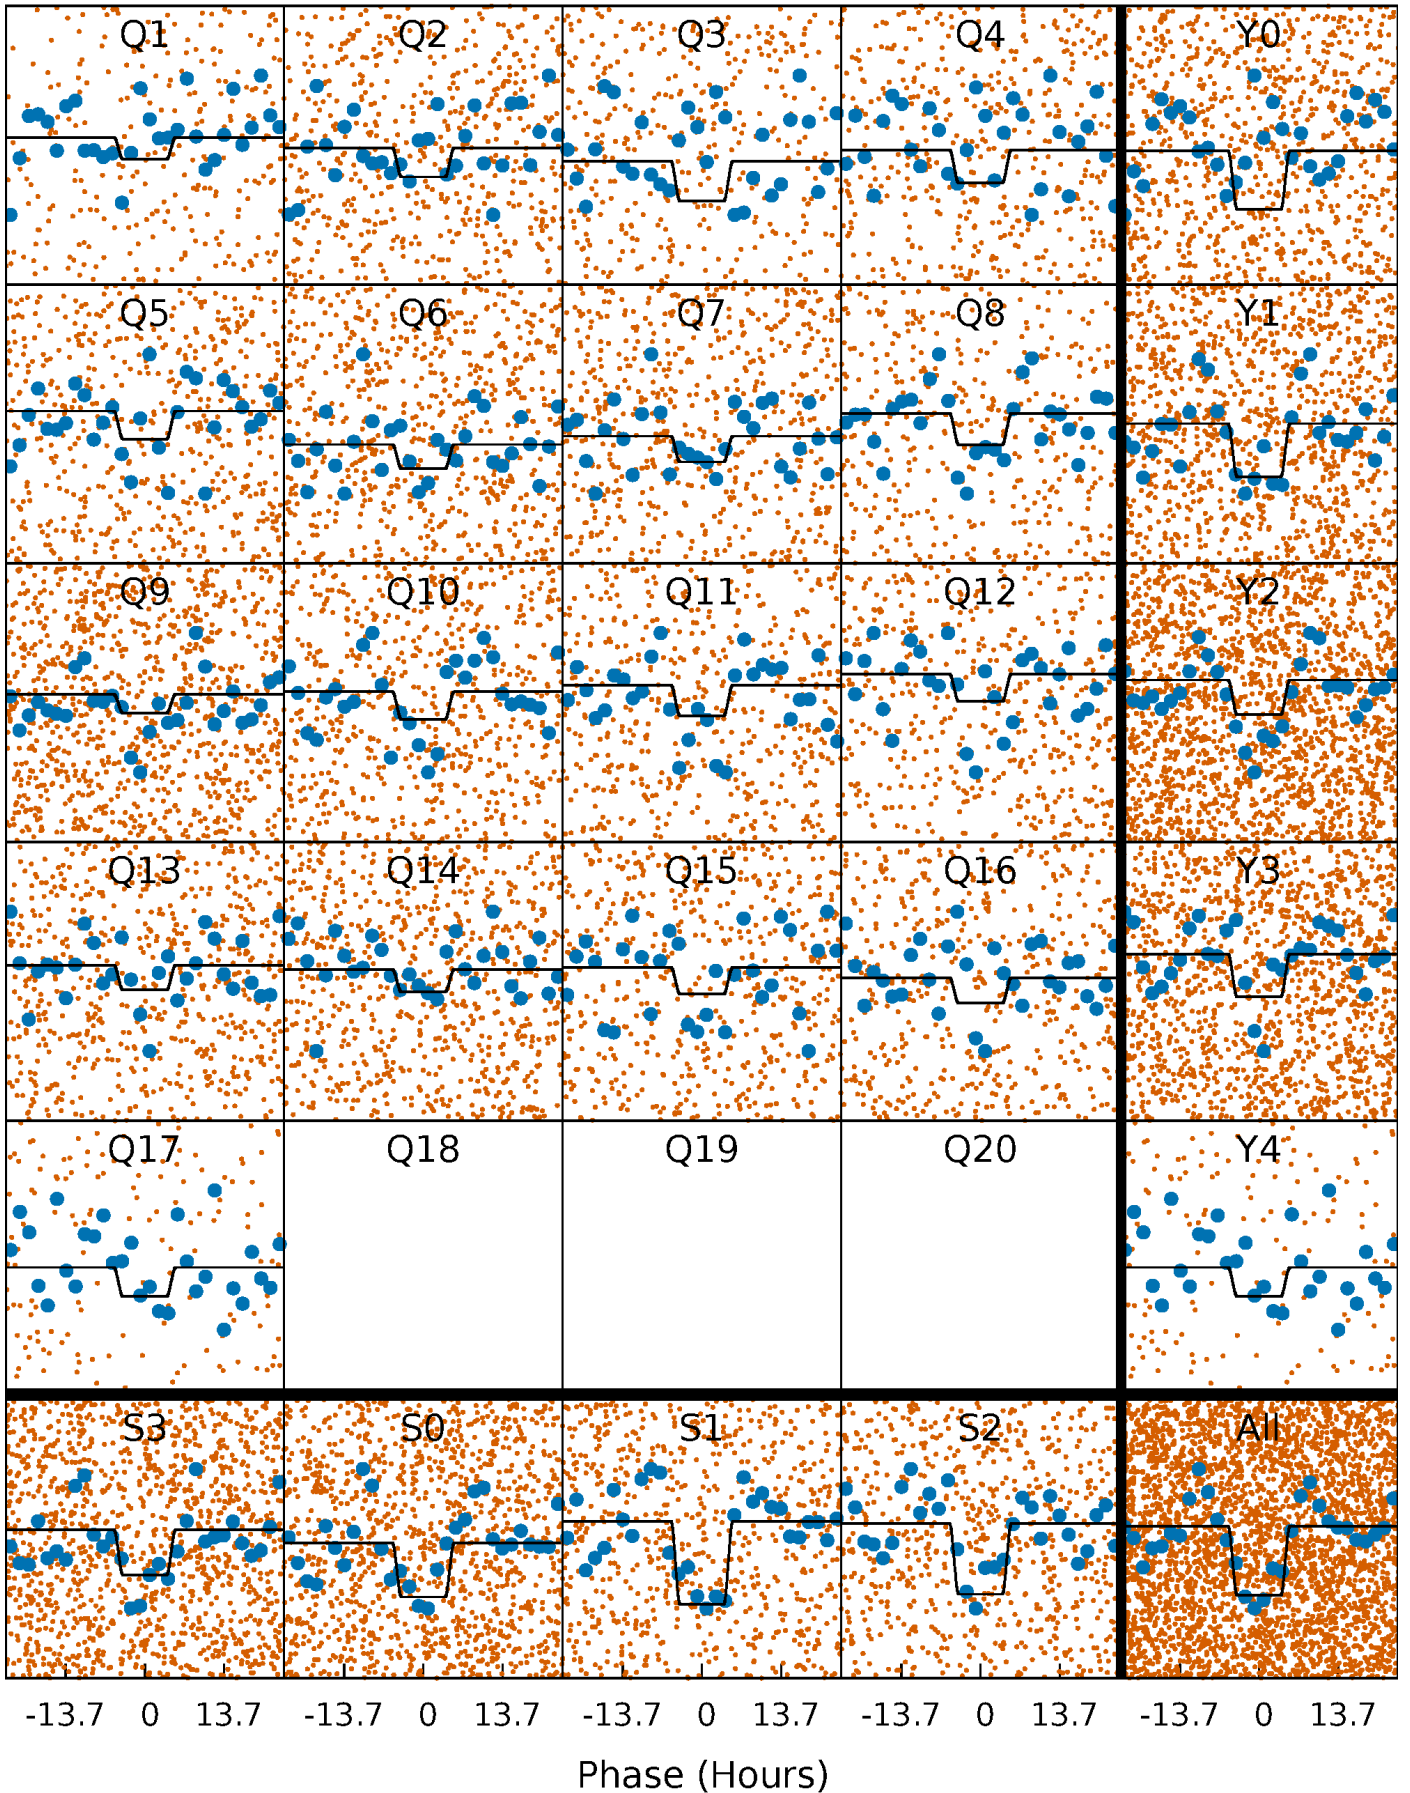 Q1 Q2 Q3 Q4 Y0
Q5 Q6 Q7 Q8 Y1
Q9 Q10 Q11 Q12 Y2
Q13 Q14 Q15 Q16 Y3
Q17 Q18 Q19 Q20 Y4
S3 S0 S1 S2 All
-13.7 0 13.7 -13.7 0 13.7 -13.7 0 13.7 -13.7 0 13.7 -13.7 0 13.7
Phase (Hours)